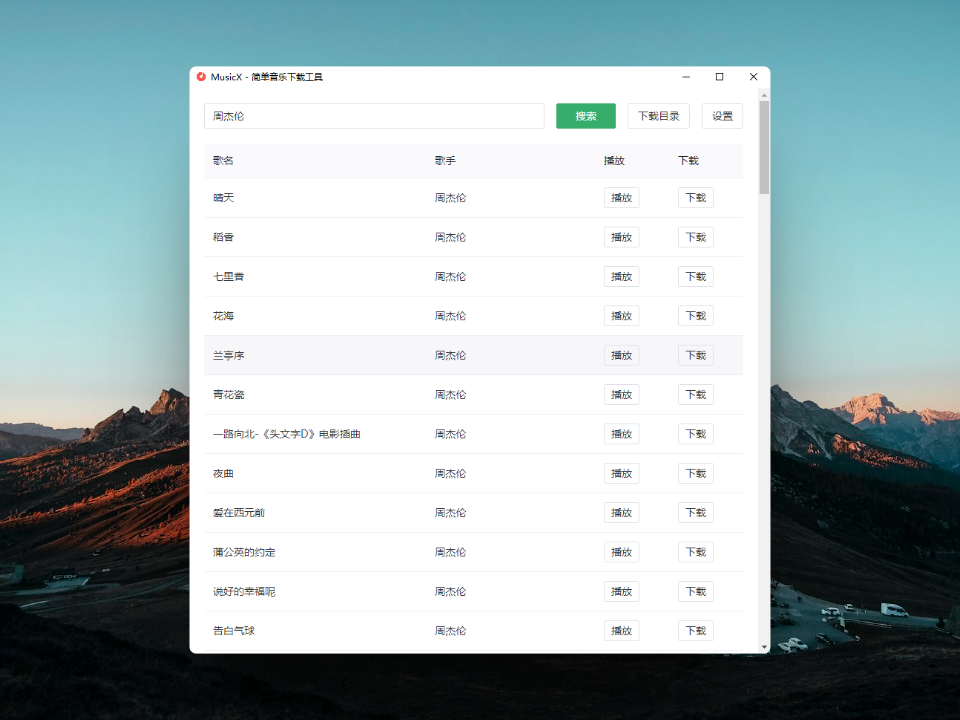 MusicX - 简单音乐下载工具
周杰伦 搜索 下载目录 设置
歌名 歌手 播放 下载
晴天 周杰伦 播放 下载
稻香 周杰伦 播放 下载
七里香 周杰伦 播放 下载
花海 周杰伦 播放 下载
兰亭序 周杰伦 播放 下载
青花瓷 周杰伦 播放 下载
一路向北-《头文字D》电影插曲 周杰伦 播放 下载
夜曲 周杰伦 播放 下载
爱在西元前 周杰伦 播放 下载
蒲公英的约定 周杰伦 播放 下载
说好的幸福呢 周杰伦 播放 下载
告白气球 周杰伦 播放 下载